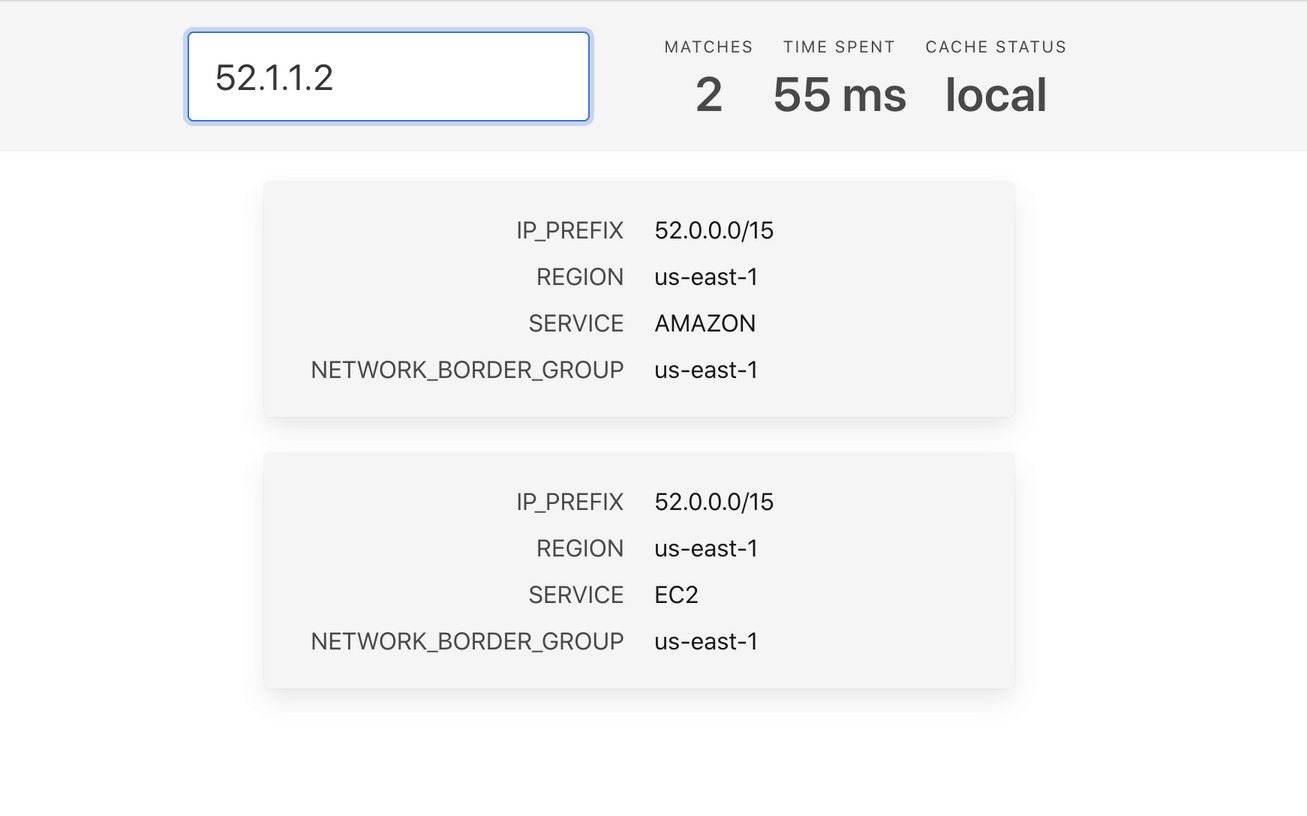 52.1.1.2
MATCHES TIME SPENT CACHE STATUS
2 55 ms local
IP_PREFIX 52.0.0.0/15
REGION us-east-1
SERVICE AMAZON
NETWORK_BORDER_GROUP us-east-1
IP_PREFIX 52.0.0.0/15
REGION us-east-1
SERVICE EC2
NETWORK_BORDER_GROUP us-east-1